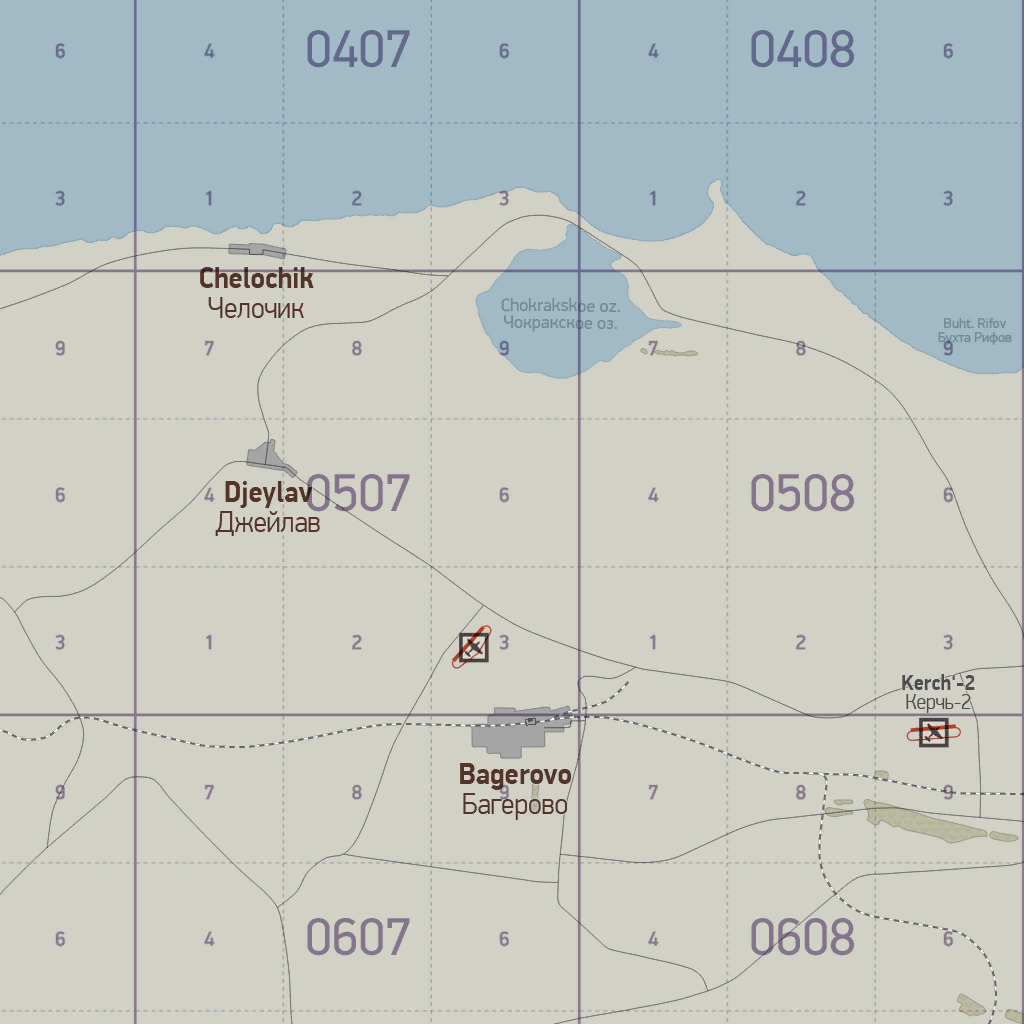 6 4 0407 6 4 0408 6
3 1 2 3 1 2 3
Chelochik
Челочик
Chokrakskoe oz.
Чокракское оз.
Buht. Rifov
Бухта Рифов
9 7 8 9 7 8 9
6 4 Djeylav 0507 6 4 0508 6
Джейлав
3 1 2 3 1 2 3
Kerch'-2
Керчь-2
Bagerovo
9 7 8 9 7 8 9
Багерово
6 4 0607 6 4 0608 6